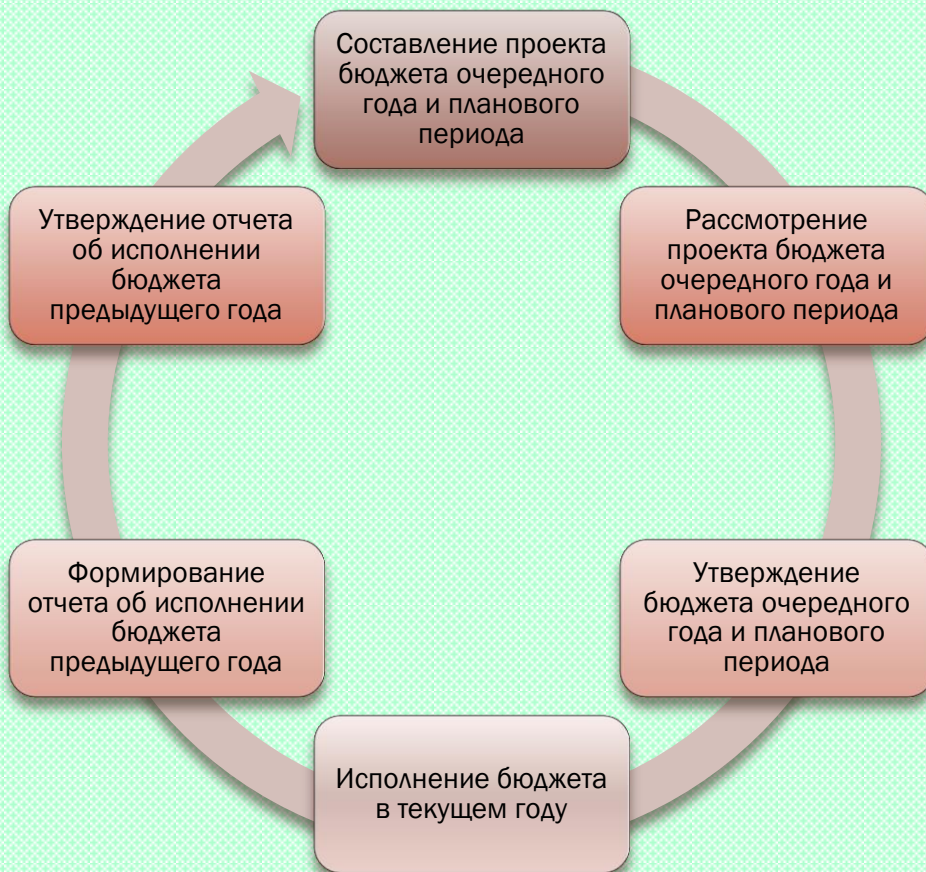 Составление проекта
бюджета очередного
года и планового
периода
Рассмотрение
проекта бюджета
очередного года и
планового периода
Утверждение
бюджета очередного
года и планового
периода
Исполнение бюджета
в текущем году
Формирование
отчета об исполнении
бюджета
предыдущего года
Утверждение отчета
об исполнении
бюджета
предыдущего года